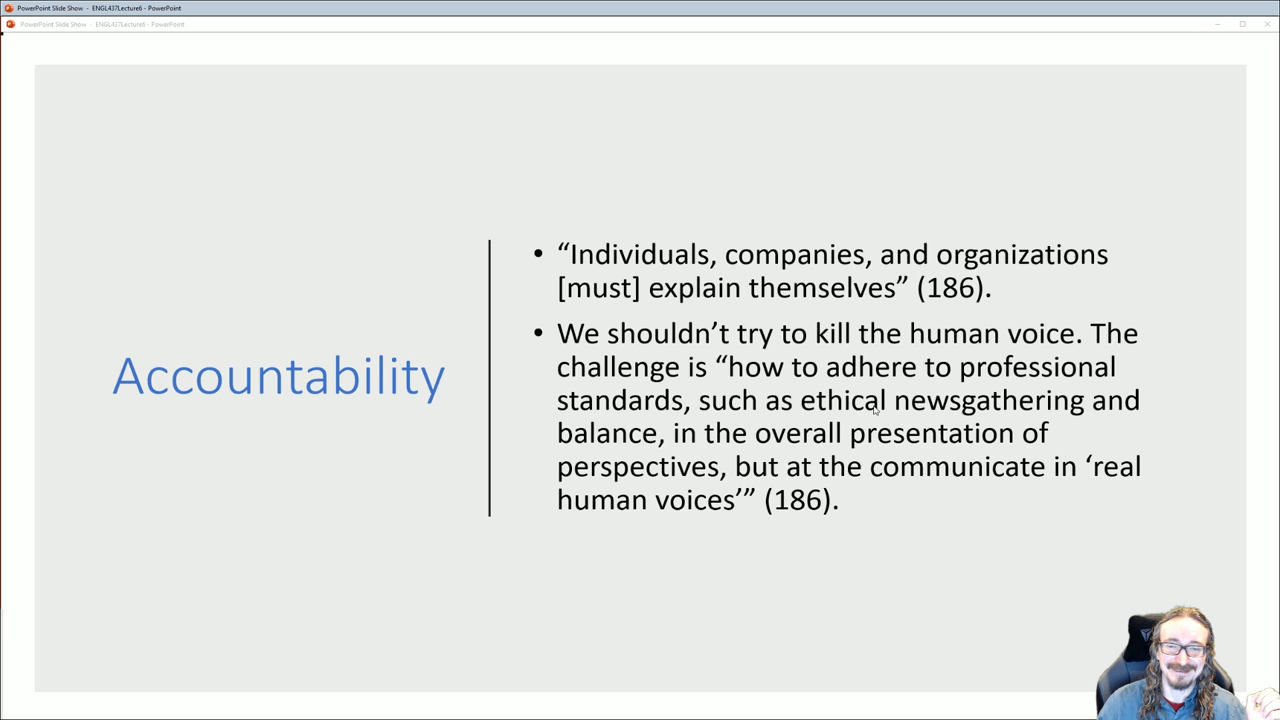 PowerPoint Slide Show - ENGL437Lecture6 - PowerPoint
PowerPoint Slide Show - ENGL437Lecture6 - PowerPoint
Accountability
• “Individuals, companies, and organizations
[must] explain themselves” (186).
• We shouldn’t try to kill the human voice. The
challenge is “how to adhere to professional
standards, such as ethical newsgathering and
balance, in the overall presentation of
perspectives, but at the communicate in ‘real
human voices’” (186).